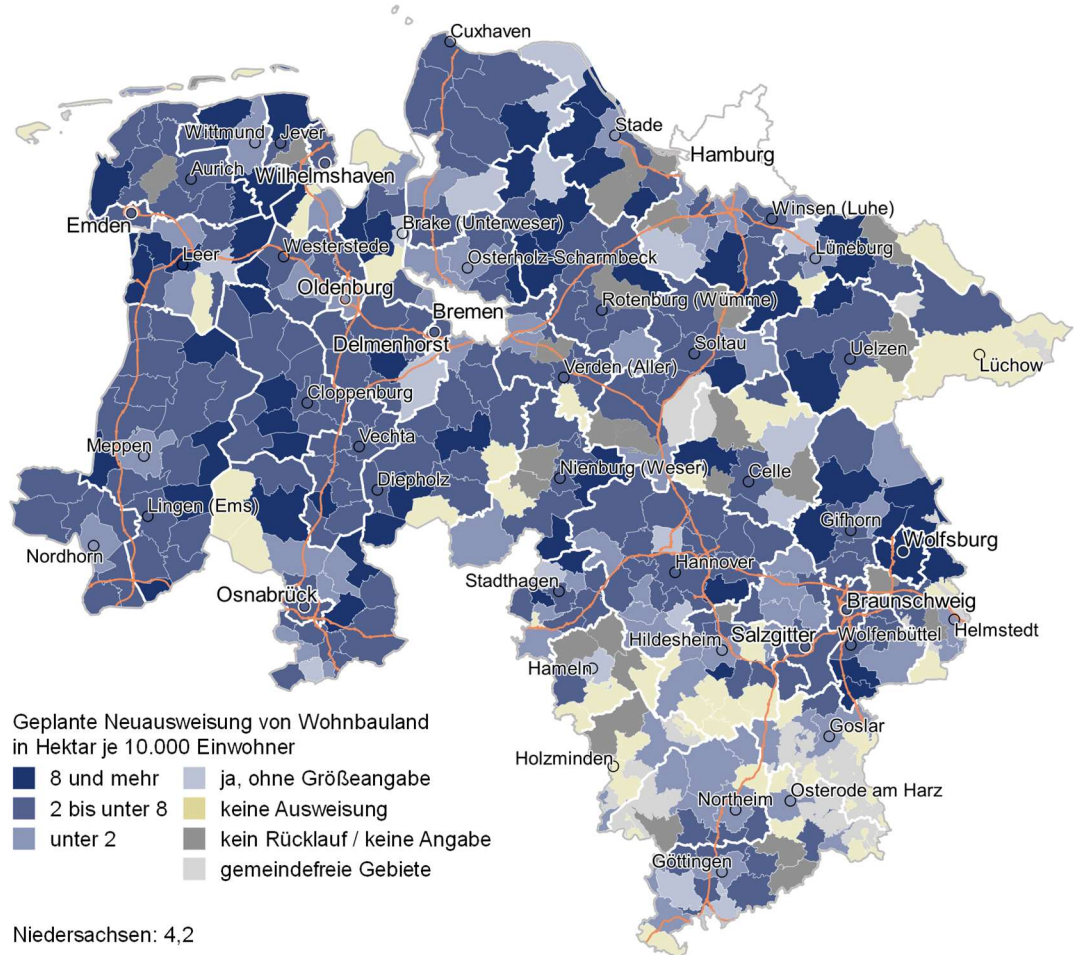 Cuxhaven
Stade
Hamburg
Wittmund
Jever
Wilhelmshaven
Aurich
Emden
Leer
Westerstede
Brake (Unterweser)
Osterholz-Scharmbeck
Winsen (Luhe)
Lüneburg
Oldenburg
Bremen
Delmenhorst
Rotenburg (Wümme)
Soltau
Uelzen
Lüchow
Verden (Aller)
Cloppenburg
Vechta
Meppen
Diepholz
Nienburg (Weser)
Celle
Lingen (Ems)
Nordhorn
Gifhorn
Wolfsburg
Hannover
Stadthagen
Osnabrück
Braunschweig
Helmstedt
Hildesheim
Salzgitter
Wolfenbüttel
Hameln
Goslar
Holzminden
Northeim
Osterode am Harz
Göttingen
Geplante Neuausweisung von Wohnbauland
in Hektar je 10.000 Einwohner
8 und mehr
2 bis unter 8
unter 2
ja, ohne Größeangabe
keine Ausweisung
kein Rücklauf / keine Angabe
gemeindefreie Gebiete
Niedersachsen: 4,2